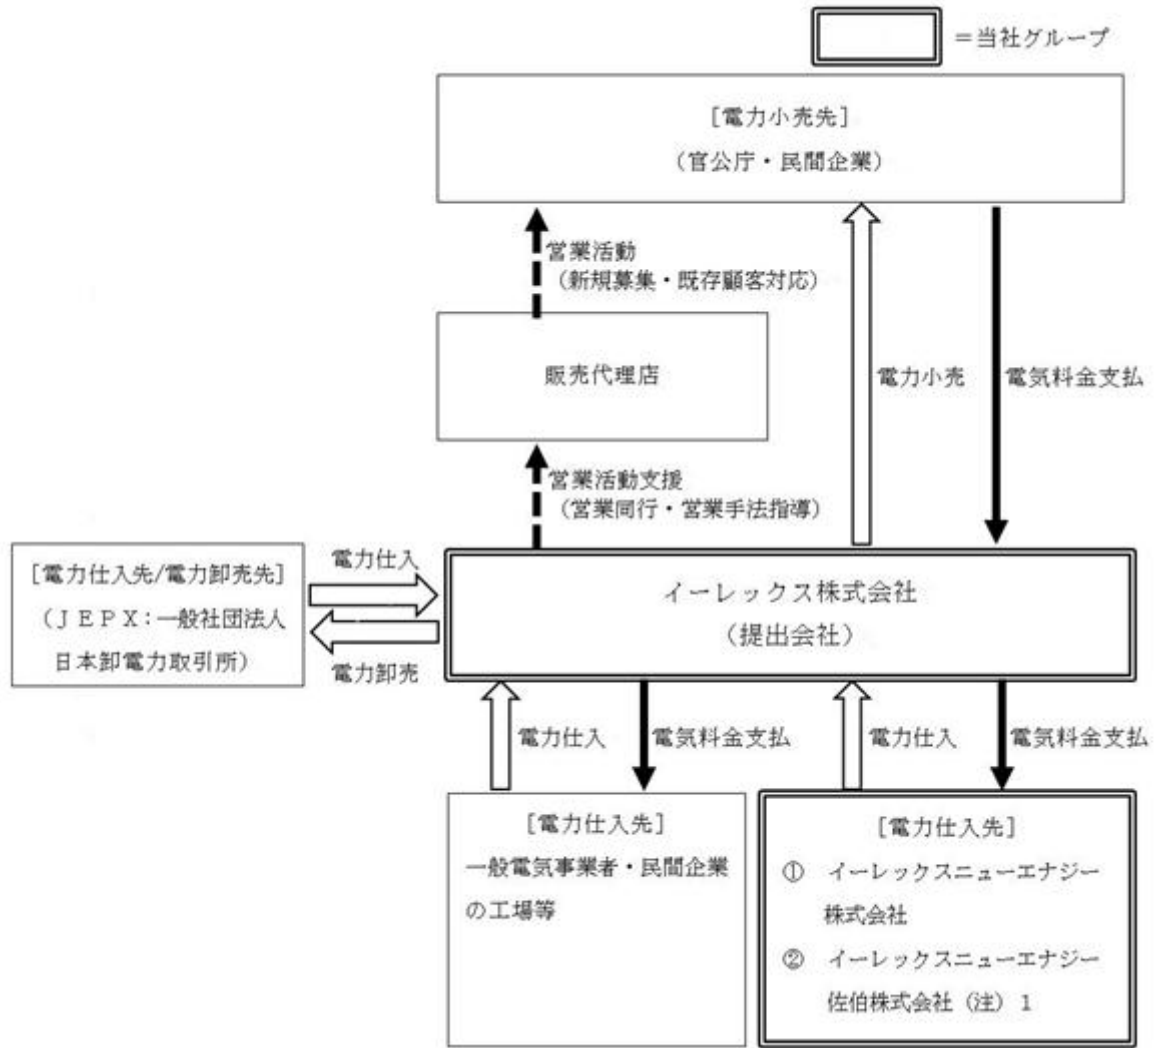 ＝当社グループ
［電力小売先］
（官公庁・民間企業）
営業活動
（新規募集・既存顧客対応）
販売代理店
電力小売
電気料金支払
営業活動支援
（営業同行・営業手法指導）
［電力仕入先/電力卸売先］
（ＪＥＰＸ：一般社団法人
日本卸電力取引所）
電力仕入
電力卸売
イーレックス株式会社
（提出会社）
電力仕入
電気料金支払
電力仕入
電気料金支払
［電力仕入先］
一般電気事業者・民間企業
の工場等
［電力仕入先］
① イーレックスニューエナジー
株式会社
② イーレックスニューエナジー
佐伯株式会社（注）１